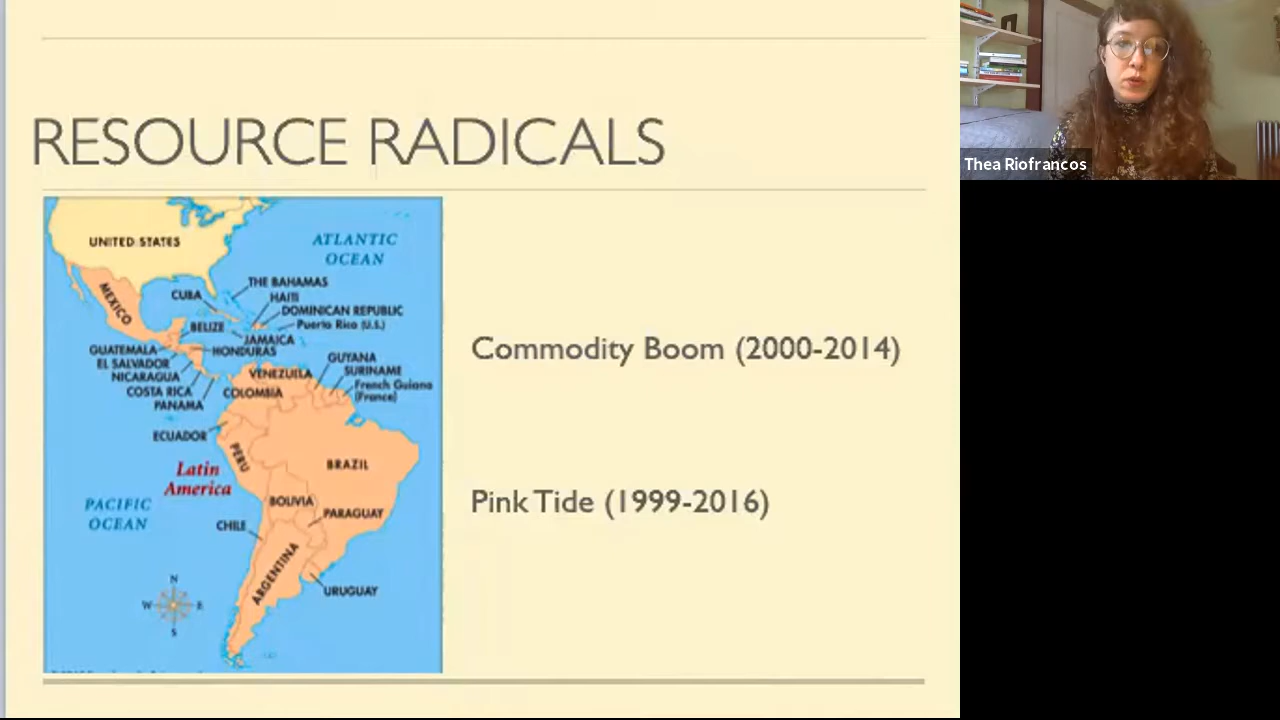 RESOURCE RADICALS
UNITED STATES
ATLANTIC
OCEAN
MEXICO
THE BAHAMAS
CUBA
HAITI
DOMINICAN REPUBLIC
Puerto Rico (U.S.)
BELIZE
JAMAICA
GUATEMALA
HONDURAS
EL SALVADOR
NICARAGUA
COSTA RICA
PANAMA
GUYANA
SURINAME
French Guiana
(France)
VENEZUELA
COLOMBIA
ECUADOR
PERU
BRAZIL
Latin
America
BOLIVIA
PACIFIC
OCEAN
PARAGUAY
CHILE
ARGENTINA
URUGUAY
N
W
E
S
Commodity Boom (2000-2014)
Pink Tide (1999-2016)
Thea Riofrancos